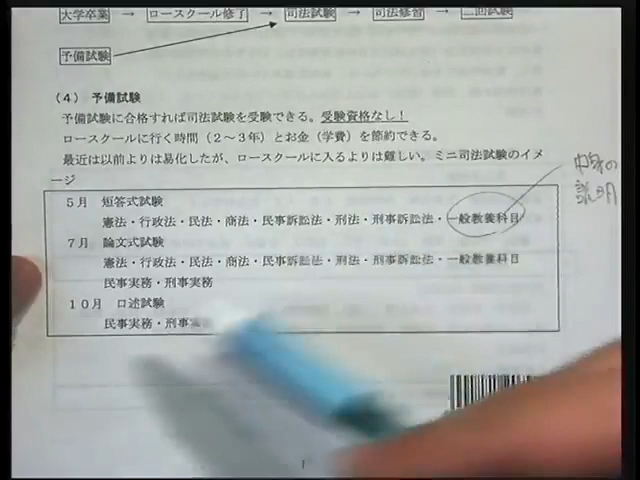 大学卒業 → ロースクール修了 → 司法試験 → 司法修習 → 二回試験
予備試験
（4） 予備試験
予備試験に合格すれば司法試験を受験できる。受験資格なし！
ロースクールに行く時間（2～3年）とお金（学費）を節約できる。
最近は以前よりは易化したが、ロースクールに入るよりは難しい。ミニ司法試験のイメ
ージ
5月 短答式試験
憲法・行政法・民法・商法・民事訴訟法・刑法・刑事訴訟法・一般教養科目
7月 論文式試験
憲法・行政法・民法・商法・民事訴訟法・刑法・刑事訴訟法・一般教養科目
民事実務・刑事実務
10月 口述試験
民事実務・刑事実務
中身の
説明
1